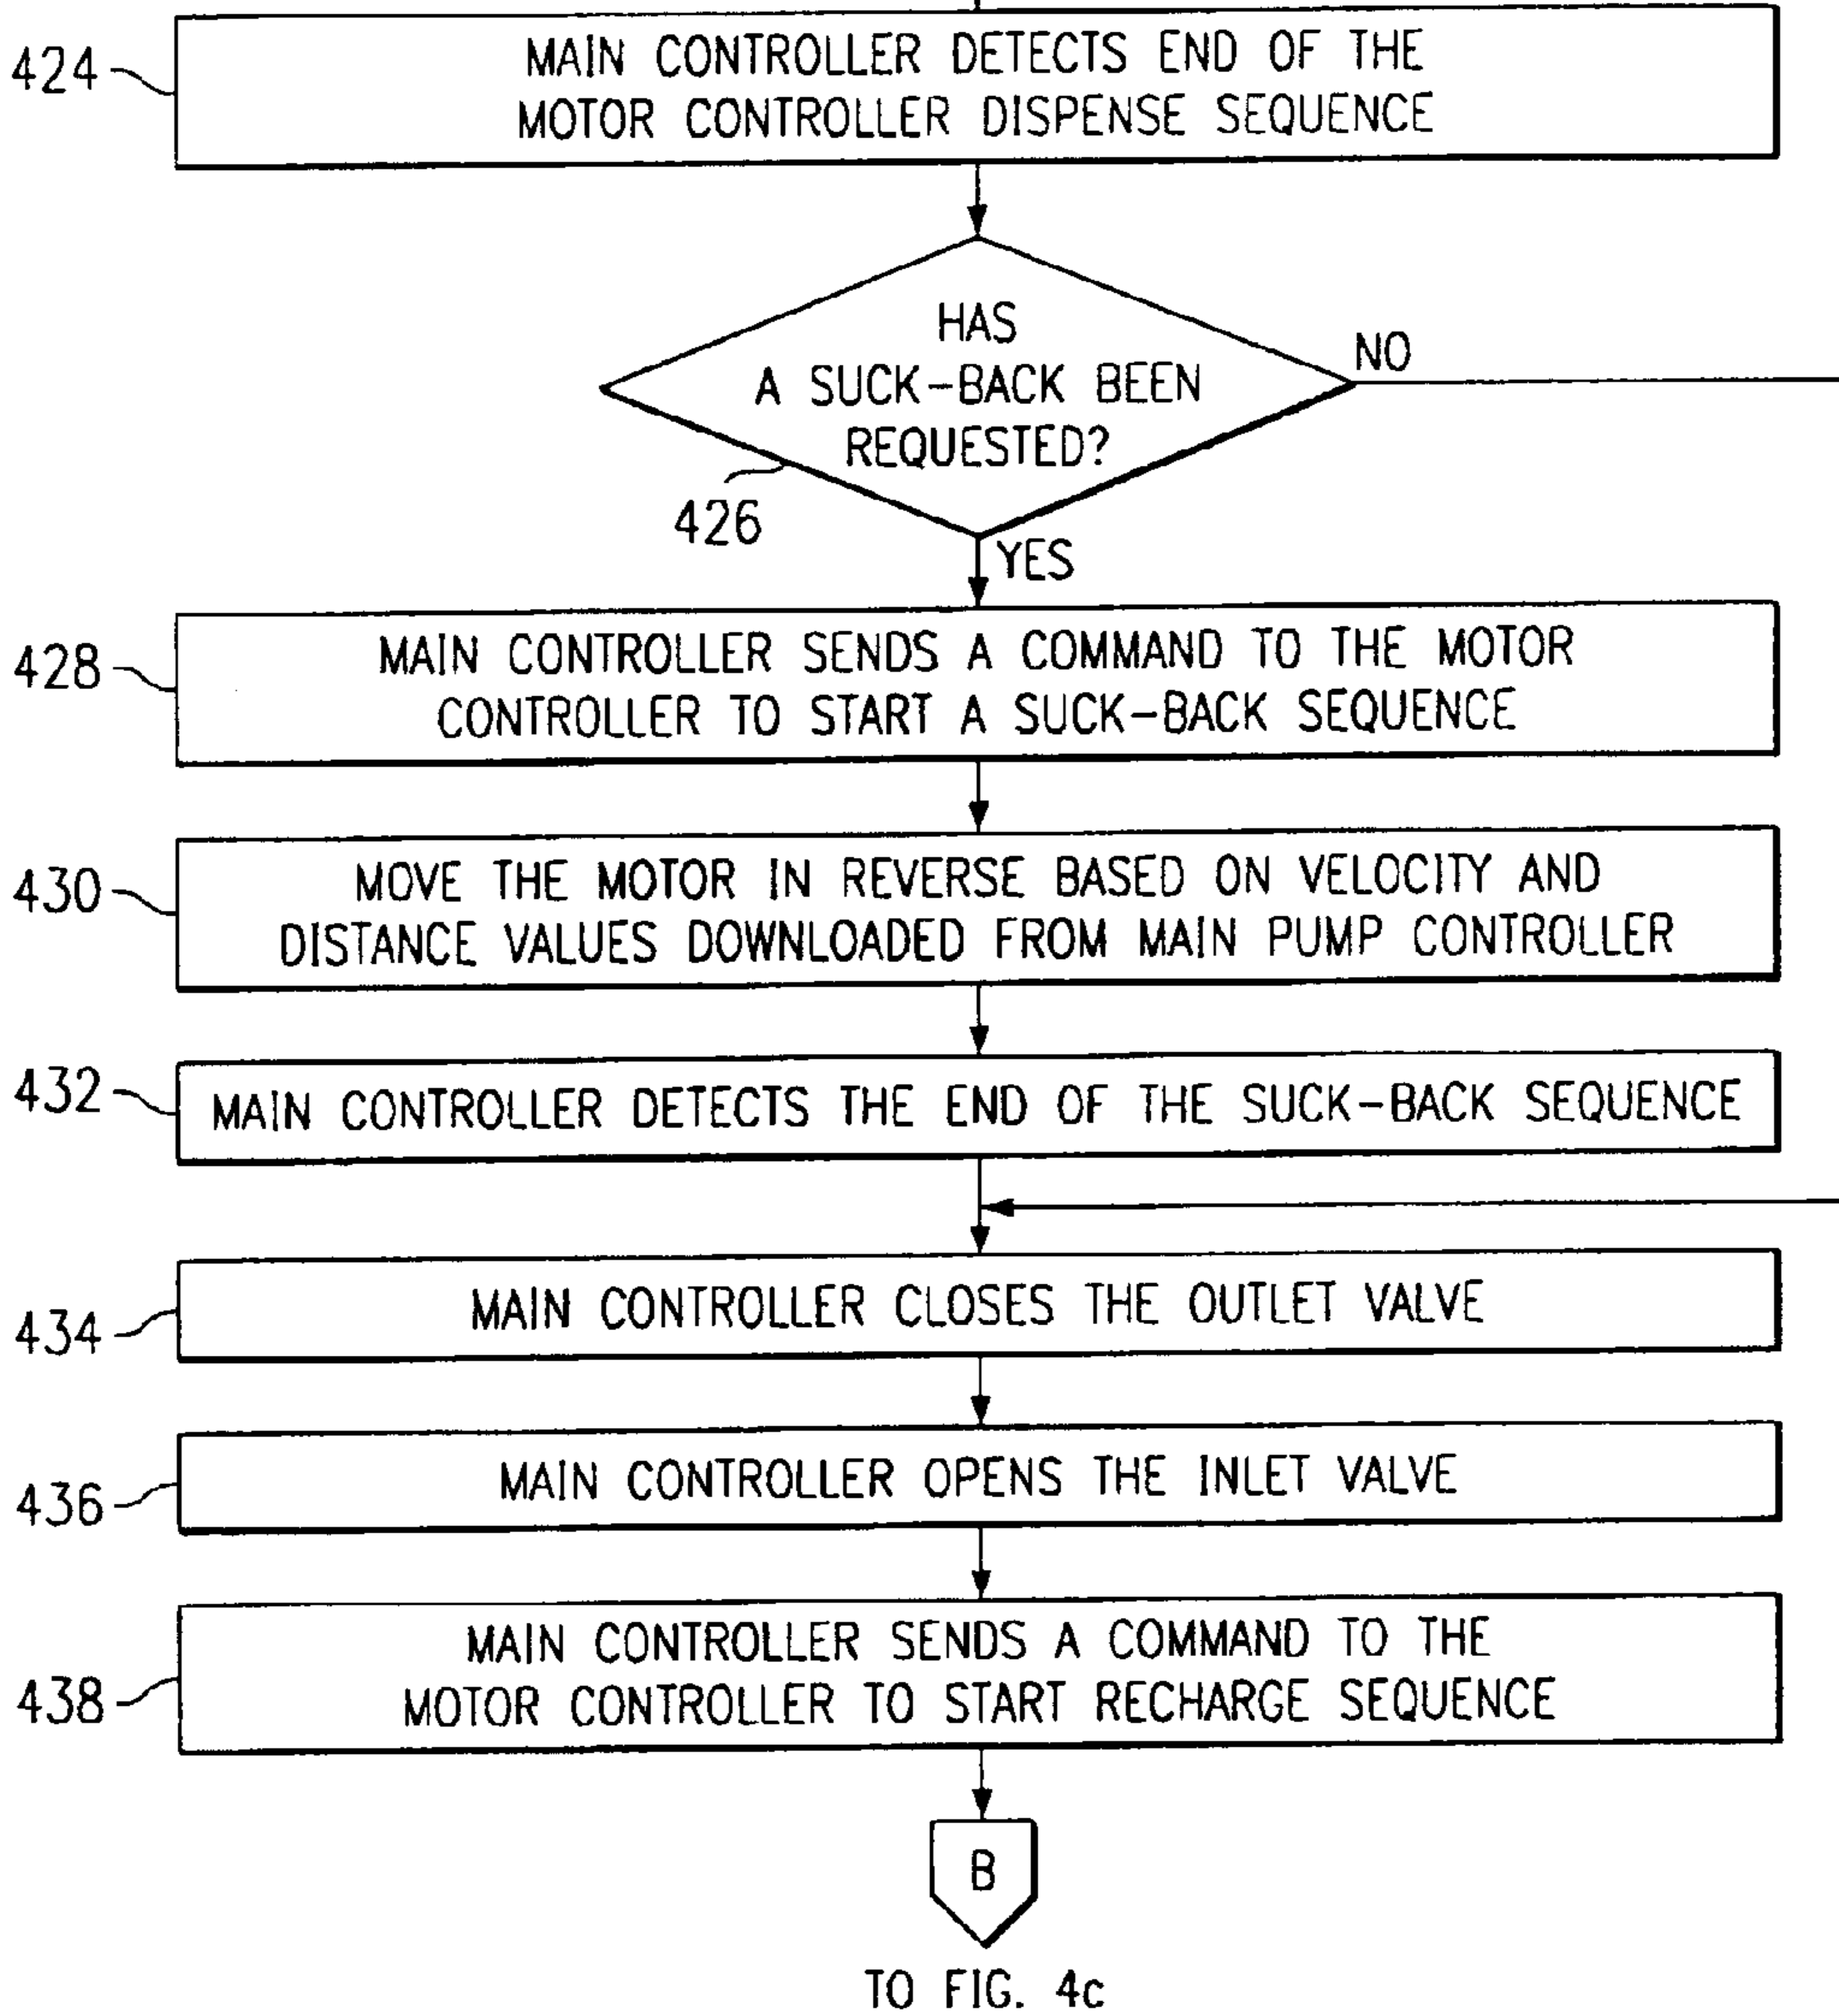 424
MAIN CONTROLLER DETECTS END OF THE
MOTOR CONTROLLER DISPENSE SEQUENCE
HAS
A SUCK-BACK BEEN
REQUESTED?
NO
426
YES
428
MAIN CONTROLLER SENDS A COMMAND TO THE MOTOR
CONTROLLER TO START A SUCK-BACK SEQUENCE
430
MOVE THE MOTOR IN REVERSE BASED ON VELOCITY AND
DISTANCE VALUES DOWNLOADED FROM MAIN PUMP CONTROLLER
432
MAIN CONTROLLER DETECTS THE END OF THE SUCK-BACK SEQUENCE
434
MAIN CONTROLLER CLOSES THE OUTLET VALVE
436
MAIN CONTROLLER OPENS THE INLET VALVE
438
MAIN CONTROLLER SENDS A COMMAND TO THE
MOTOR CONTROLLER TO START RECHARGE SEQUENCE
B
TO FIG. 4c